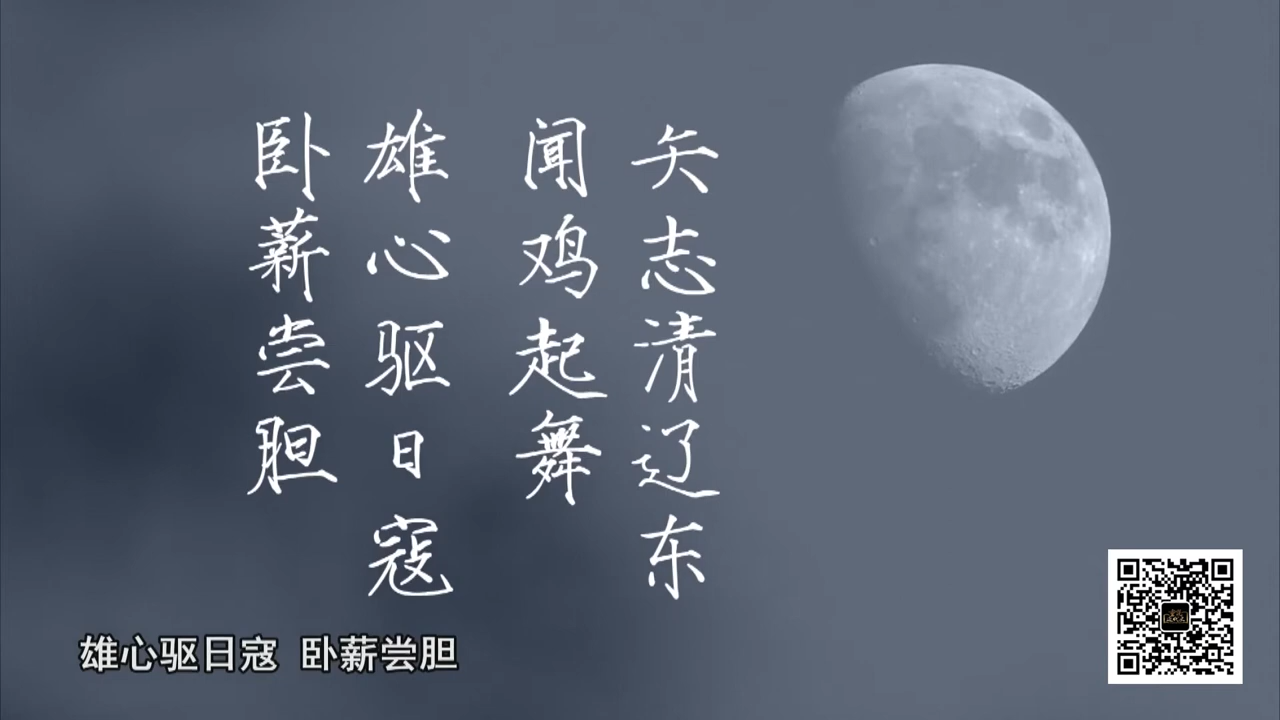 矢志清辽东
闻鸡起舞
雄心驱日寇
卧薪尝胆
雄心驱日寇 卧薪尝胆